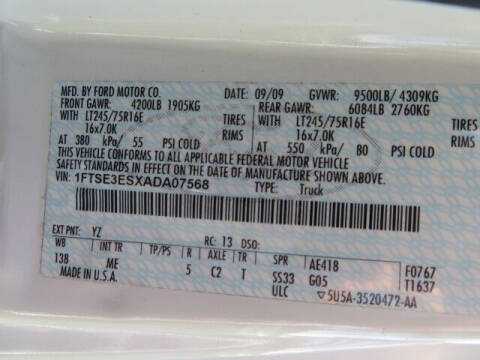 MFD. BY FORD MOTOR CO. DATE: 09/09 GVWR: 9500LB/ 4309KG
FRONT GAWR: 4200LB 1905KG REAR GAWR: 6084LB 2760KG
WITH LT245/75R16E TIRES WITH LT245/75R16E TIRES
16x7.0K RIMS 16x7.0K RIMS
AT 380 kPa/ 55 PSI COLD AT 550 kPa/ 80 PSI COLD
THIS VEHICLE CONFORMS TO ALL APPLICABLE FEDERAL MOTOR VEHICLE
SAFETY STANDARDS IN EFFECT ON THE DATE OF MANUFACTURE SHOWN ABOVE.
VIN: 1FTSE3ESXADA07568
TYPE: Truck
EXT PNT: YZ RC: 13 DSO:
WB INT TR TP/PS R AXLE TR SPR AE41B F0767
138 ME 5 C2 T SS33 G05 T1637
MADE IN U.S.A. ULC 5U5A-3520472-AA